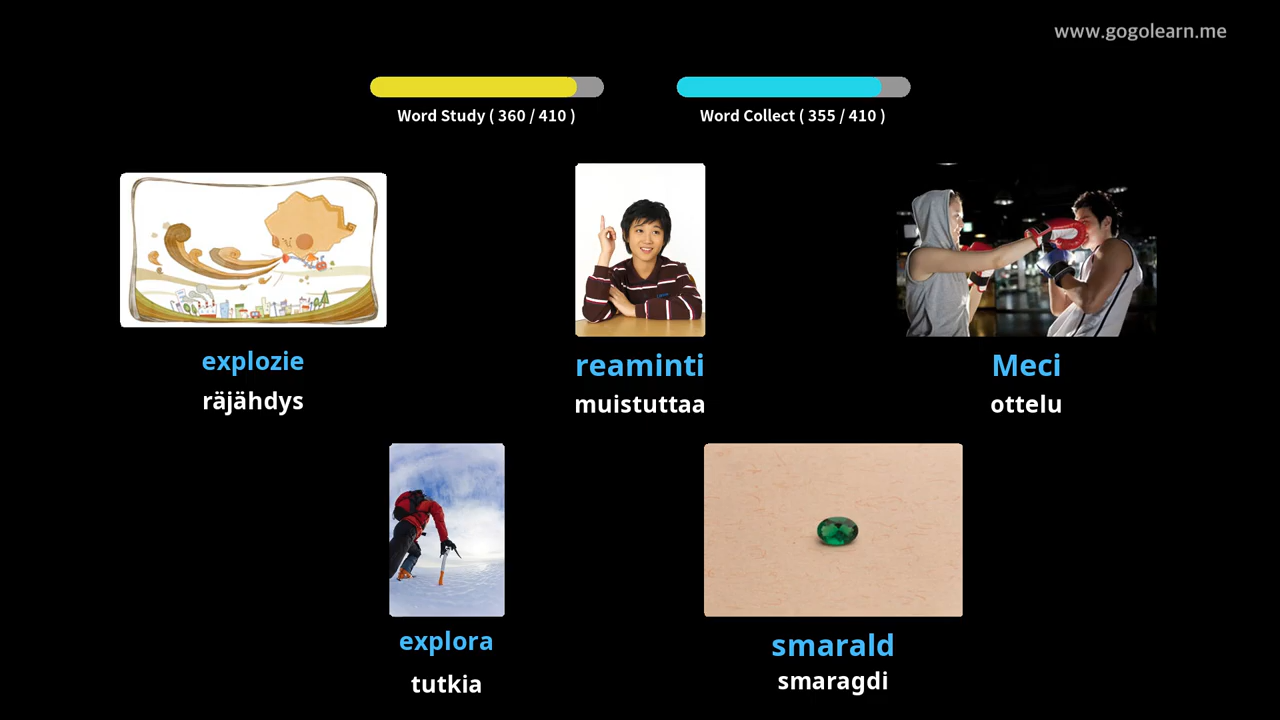 www.gogolearn.me
Word Study ( 360 / 410 )
Word Collect ( 355 / 410 )
explozie
räjähdys
reaminti
muistuttaa
Meci
ottelu
explora
tutkia
smarald
smaragdi